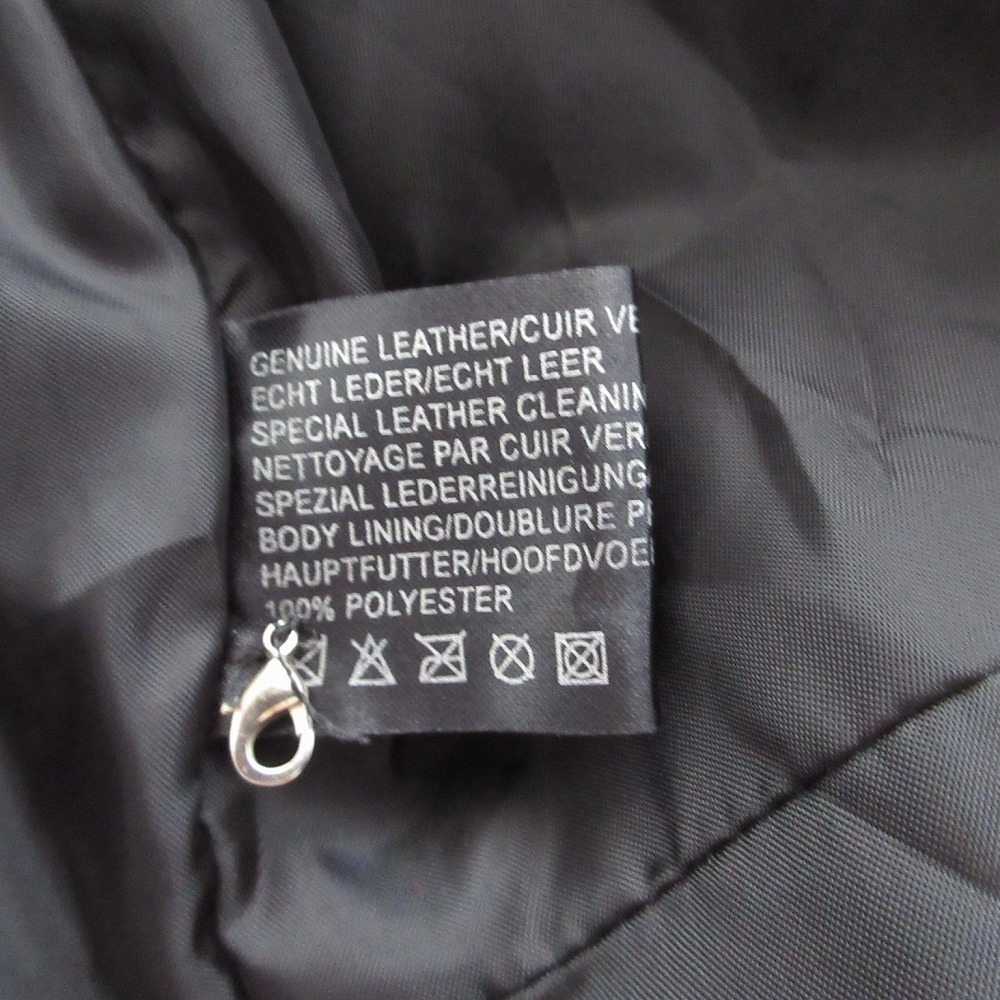 GENUINE LEATHER/CUIR VE
ECHT LEDER/ECHT LEER
SPECIAL LEATHER CLEANIN
NETTOYAGE PAR CUIR VER
SPEZIAL LEDERREINIGUNG
BODY LINING/DOUBLURE P
HAUPTFUTTER/HOOFDVOE
100% POLYESTER